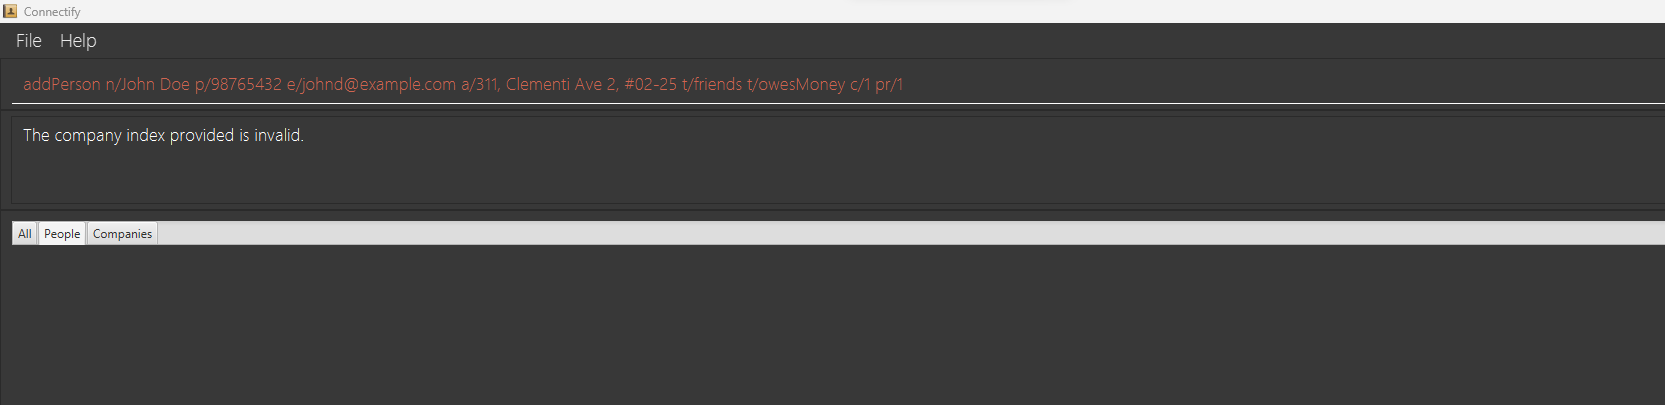 Connectify
File Help
addPerson n/John Doe p/98765432 e/johnd@example.com a/311, Clementi Ave 2, #02-25 t/friends t/owesMoney c/1 pr/1
The company index provided is invalid.
All People Companies